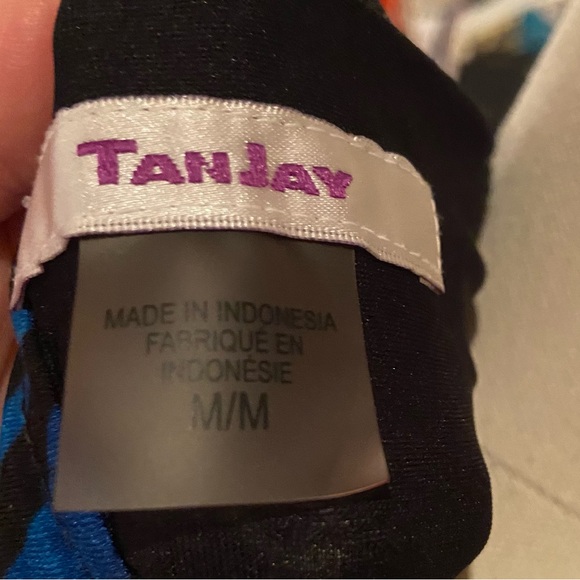 TANJAY
MADE IN INDONESIA
FABRIQUÉ EN
INDONÉSIE
M/M